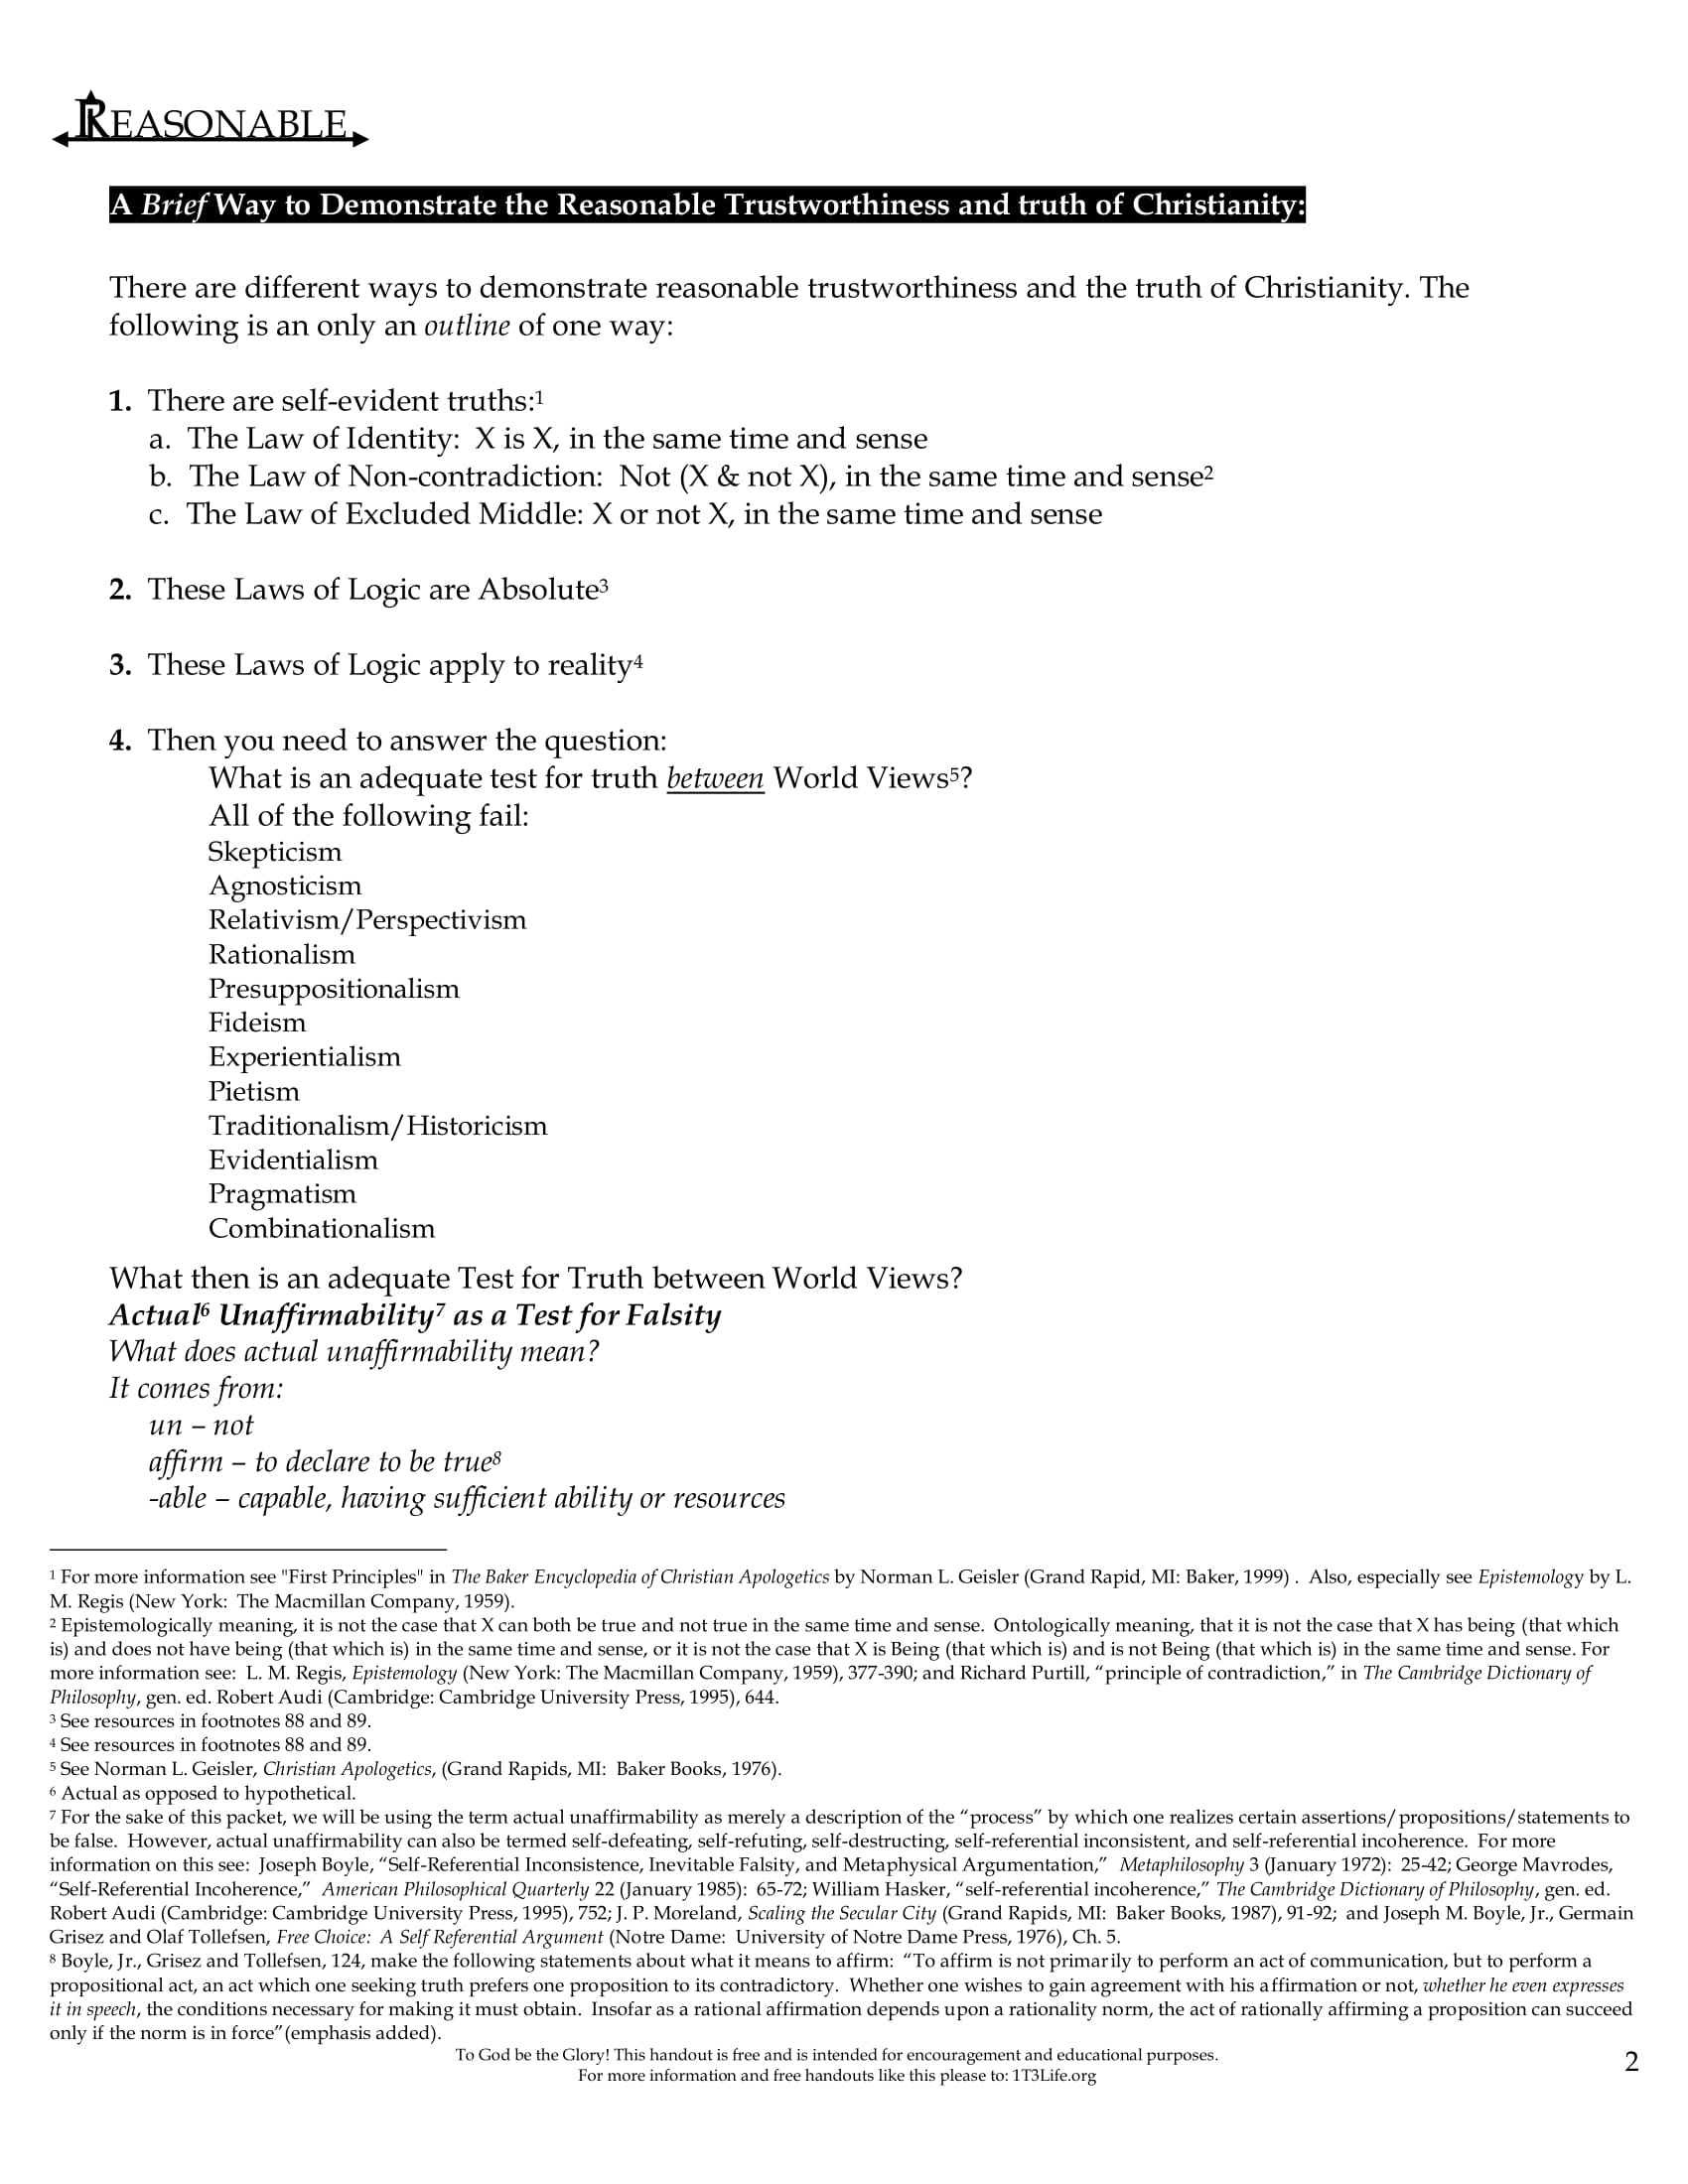 REASONABLE
A Brief Way to Demonstrate the Reasonable Trustworthiness and truth of Christianity:
There are different ways to demonstrate reasonable trustworthiness and the truth of Christianity. The
following is an only an outline of one way:
1. There are self-evident truths:1
a. The Law of Identity: X is X, in the same time and sense
b. The Law of Non-contradiction: Not (X & not X), in the same time and sense2
c. The Law of Excluded Middle: X or not X, in the same time and sense
2. These Laws of Logic are Absolute3
3. These Laws of Logic apply to reality4
4. Then you need to answer the question:
What is an adequate test for truth between World Views5?
All of the following fail:
Skepticism
Agnosticism
Relativism/Perspectivism
Rationalism
Presuppositionalism
Fideism
Experientialism
Pietism
Traditionalism/Historicism
Evidentialism
Pragmatism
Combinationalism
What then is an adequate Test for Truth between World Views?
Actual6 Unaffirmability7 as a Test for Falsity
What does actual unaffirmability mean?
It comes from:
un – not
affirm – to declare to be true8
-able – capable, having sufficient ability or resources
1 For more information see "First Principles" in The Baker Encyclopedia of Christian Apologetics by Norman L. Geisler (Grand Rapid, MI: Baker, 1999) . Also, especially see Epistemology by L.
M. Regis (New York: The Macmillan Company, 1959).
2 Epistemologically meaning, it is not the case that X can both be true and not true in the same time and sense. Ontologically meaning, that it is not the case that X has being (that which
is) and does not have being (that which is) in the same time and sense, or it is not the case that X is Being (that which is) and is not Being (that which is) in the same time and sense. For
more information see: L. M. Regis, Epistemology (New York: The Macmillan Company, 1959), 377-390; and Richard Purtill, “principle of contradiction,” in The Cambridge Dictionary of
Philosophy, gen. ed. Robert Audi (Cambridge: Cambridge University Press, 1995), 644.
3 See resources in footnotes 88 and 89.
4 See resources in footnotes 88 and 89.
5 See Norman L. Geisler, Christian Apologetics, (Grand Rapids, MI: Baker Books, 1976).
6 Actual as opposed to hypothetical.
7 For the sake of this packet, we will be using the term actual unaffirmability as merely a description of the “process” by which one realizes certain assertions/propositions/statements to
be false. However, actual unaffirmability can also be termed self-defeating, self-refuting, self-destructing, self-referential inconsistent, and self-referential incoherence. For more
information on this see: Joseph Boyle, “Self-Referential Inconsistence, Inevitable Falsity, and Metaphysical Argumentation,” Metaphilosophy 3 (January 1972): 25-42; George Mavrodes,
“Self-Referential Incoherence,” American Philosophical Quarterly 22 (January 1985): 65-72; William Hasker, “self-referential incoherence,” The Cambridge Dictionary of Philosophy, gen. ed.
Robert Audi (Cambridge: Cambridge University Press, 1995), 752; J. P. Moreland, Scaling the Secular City (Grand Rapids, MI: Baker Books, 1987), 91-92; and Joseph M. Boyle, Jr., Germain
Grisez and Olaf Tollefsen, Free Choice: A Self Referential Argument (Notre Dame: University of Notre Dame Press, 1976), Ch. 5.
8 Boyle, Jr., Grisez and Tollefsen, 124, make the following statements about what it means to affirm: “To affirm is not primarily to perform an act of communication, but to perform a
propositional act, an act which one seeking truth prefers one proposition to its contradictory. Whether one wishes to gain agreement with his affirmation or not, whether he even expresses
it in speech, the conditions necessary for making it must obtain. Insofar as a rational affirmation depends upon a rationality norm, the act of rationally affirming a proposition can succeed
only if the norm is in force”(emphasis added).
To God be the Glory! This handout is free and is intended for encouragement and educational purposes.
For more information and free handouts like this please to: 1T3Life.org
2